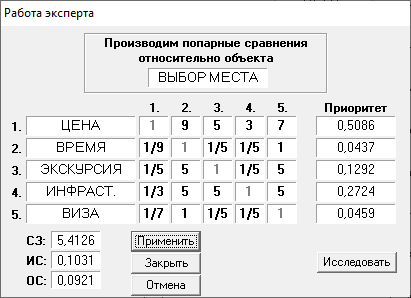 Работа эксперта
Производим попарные сравнения
относительно объекта
ВЫБОР МЕСТА
1. 2. 3. 4. 5. Приоритет
1. ЦЕНА 1 9 5 3 7 0,5086
2. ВРЕМЯ 1/9 1 1/5 1/5 1 0,0437
3. ЭКСКУРСИЯ 1/5 5 1 1/5 5 0,1292
4. ИНФРАСТ. 1/3 5 5 1 5 0,2724
5. ВИЗА 1/7 1 1/5 1/5 1 0,0459
СЗ: 5,4126 Применить
ИС: 0,1031 Закрыть Исследовать
ОС: 0,0921 Отмена